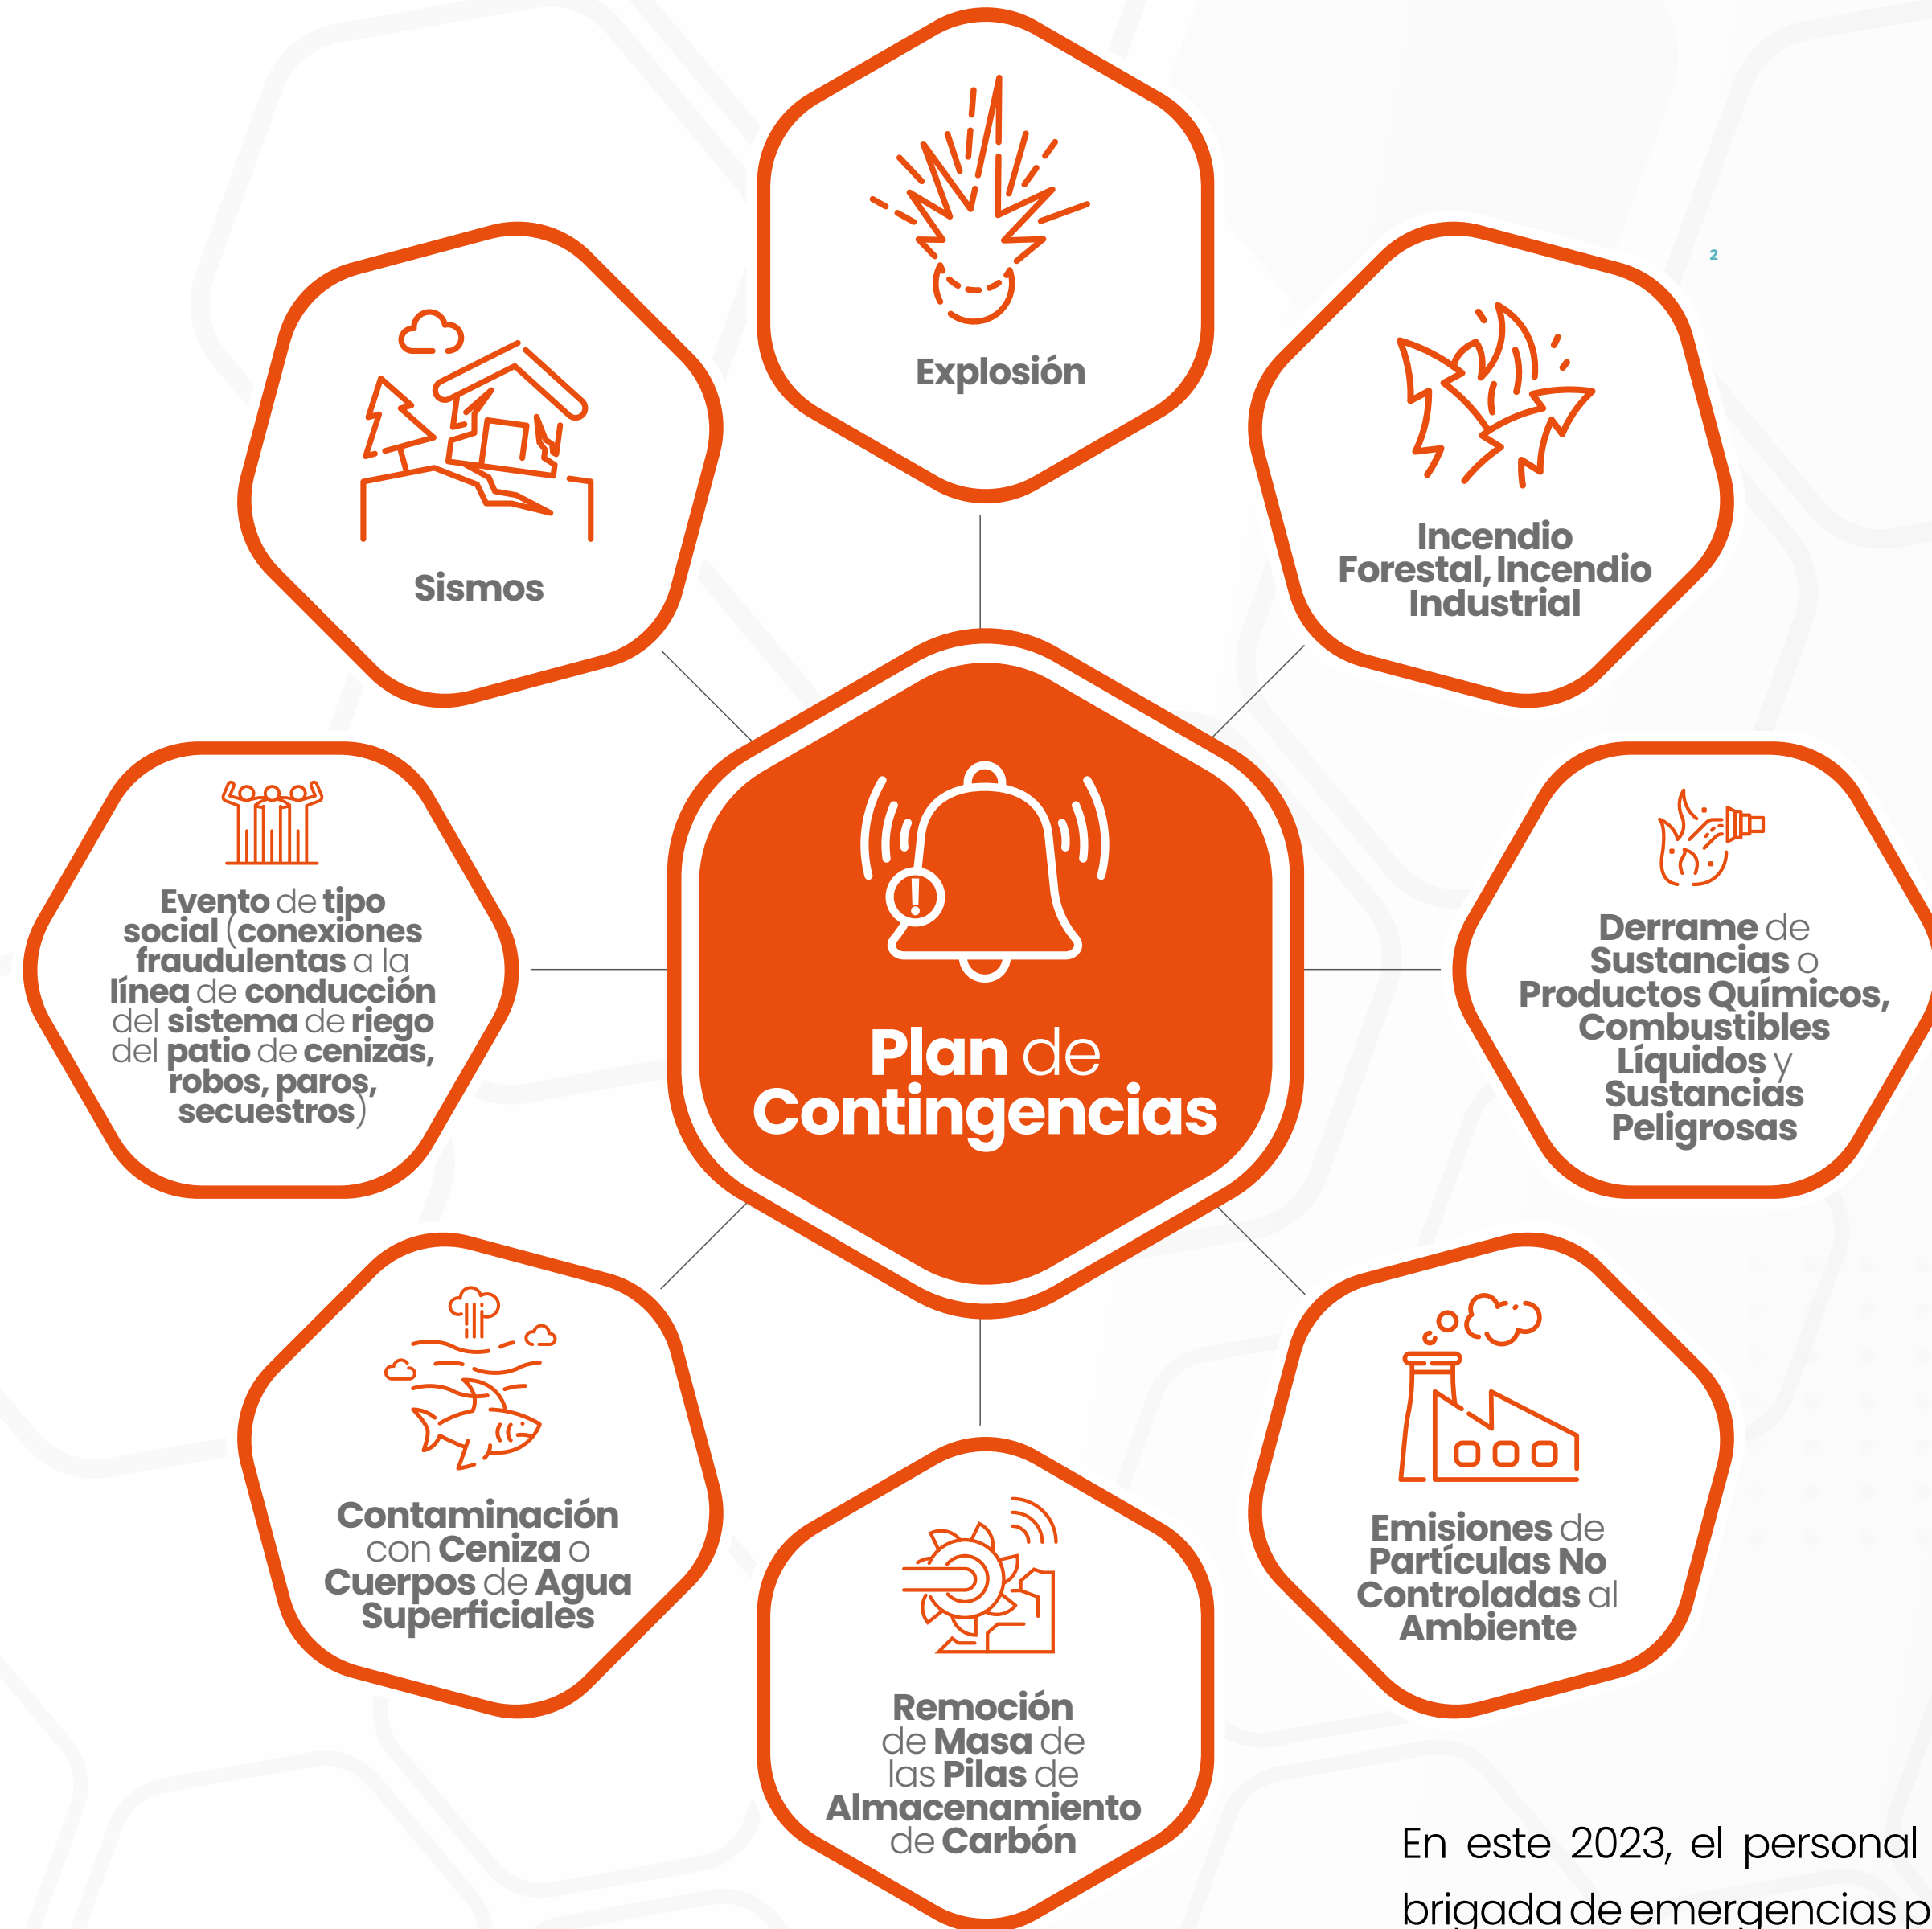 Explosión
2
Incendio
Forestal, Incendio
Industrial
Sismos
Evento de tipo
social (conexiones
fraudulentas a la
línea de conducción
del sistema de riego
del patio de cenizas,
robos, paros,
secuestros)
Plan de
Contingencias
Derrame de
Sustancias o
Productos Químicos,
Combustibles
Líquidos y
Sustancias
Peligrosas
Contaminación
con Ceniza o
Cuerpos de Agua
Superficiales
Emisiones de
Partículas No
Controladas al
Ambiente
Remoción
de Masa de
las Pilas de
Almacenamiento
de Carbón
En este 2023, el personal
brigada de emergencias p